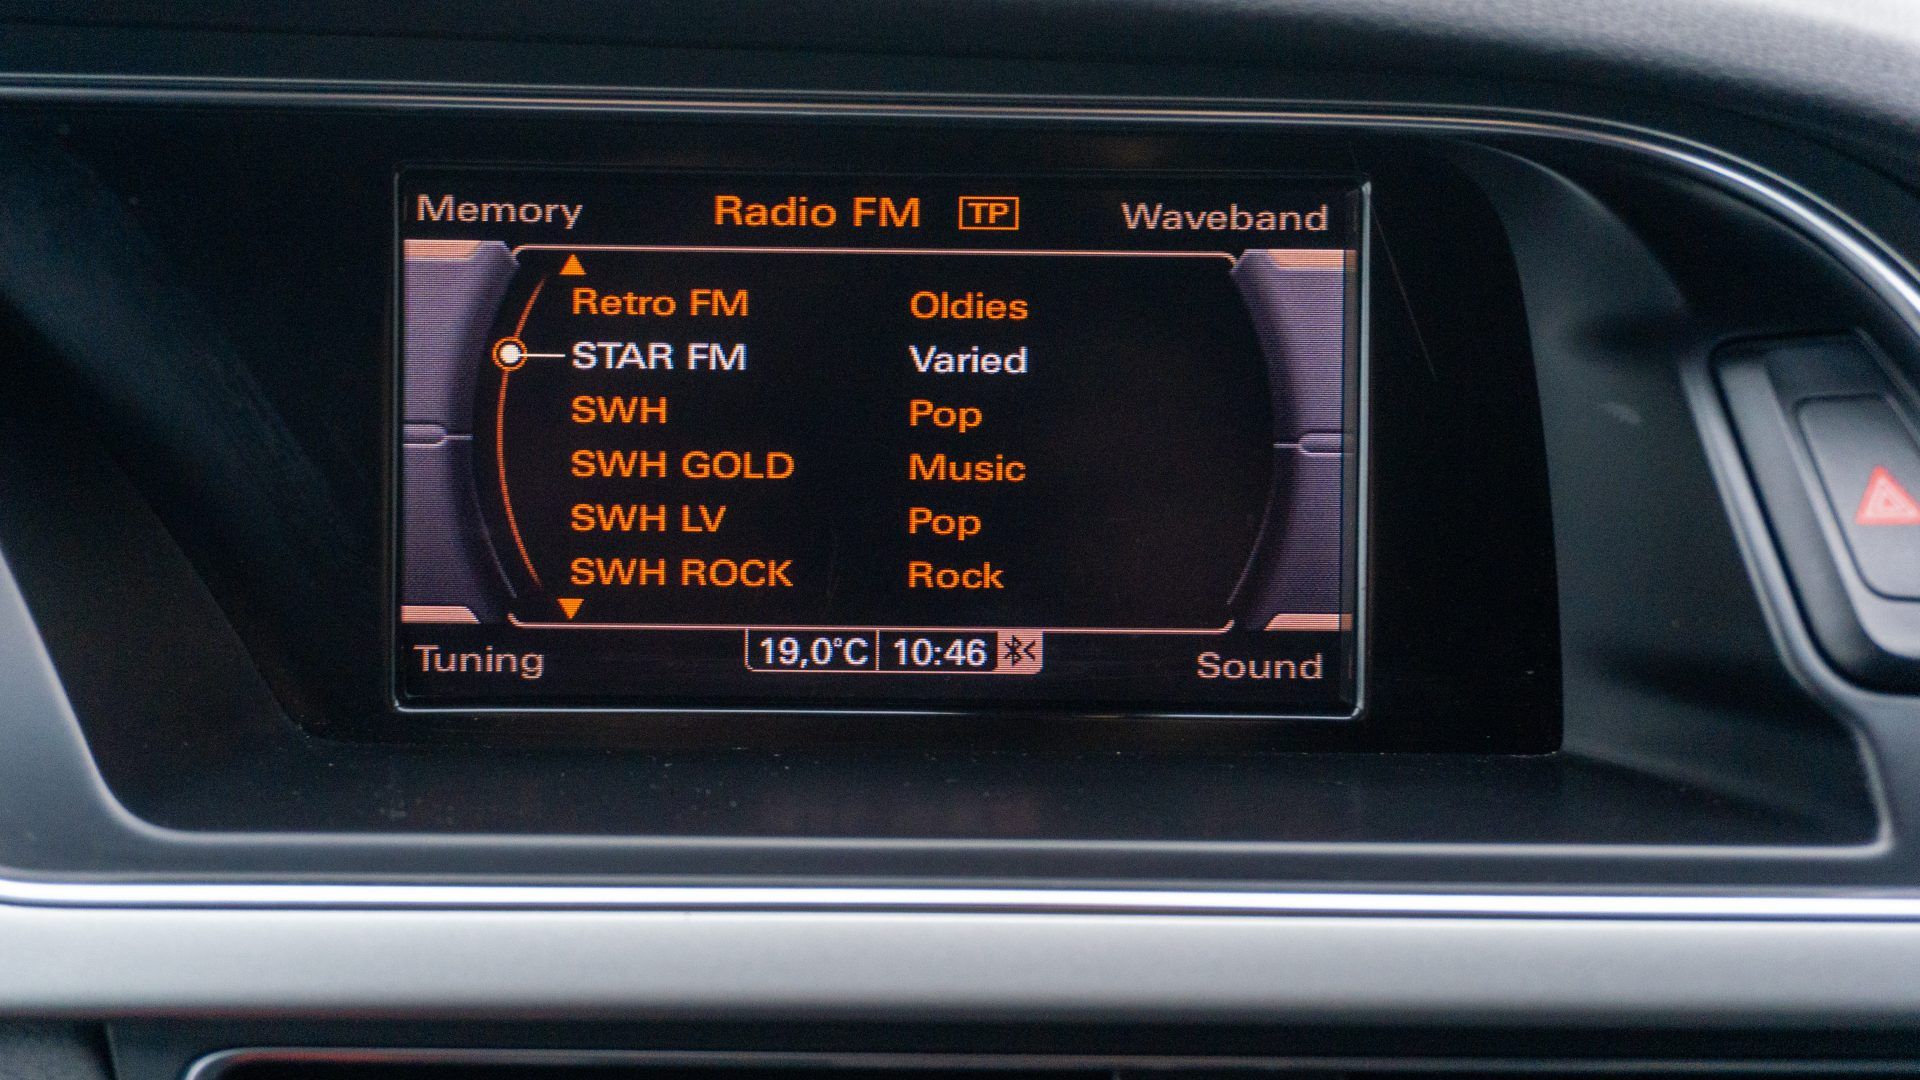 Memory Radio FM TP Waveband
Retro FM Oldies
STAR FM Varied
SWH Pop
SWH GOLD Music
SWH LV Pop
SWH ROCK Rock
Tuning 19,0°C 10:46 Sound